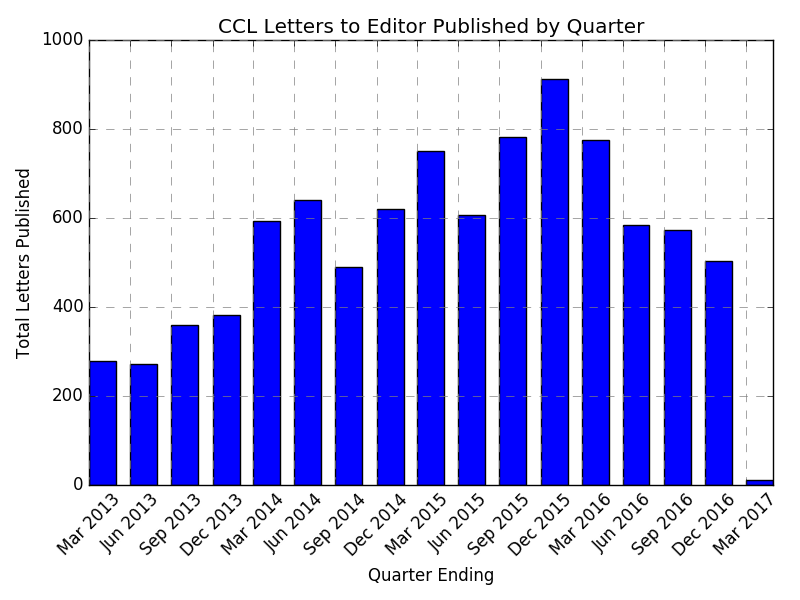 CCL Letters to Editor Published by Quarter
1000
800
600
400
200
0
Total Letters Published
Mar 2013
Jun 2013
Sep 2013
Dec 2013
Mar 2014
Jun 2014
Sep 2014
Dec 2014
Mar 2015
Jun 2015
Sep 2015
Dec 2015
Mar 2016
Jun 2016
Sep 2016
Dec 2016
Mar 2017
Quarter Ending